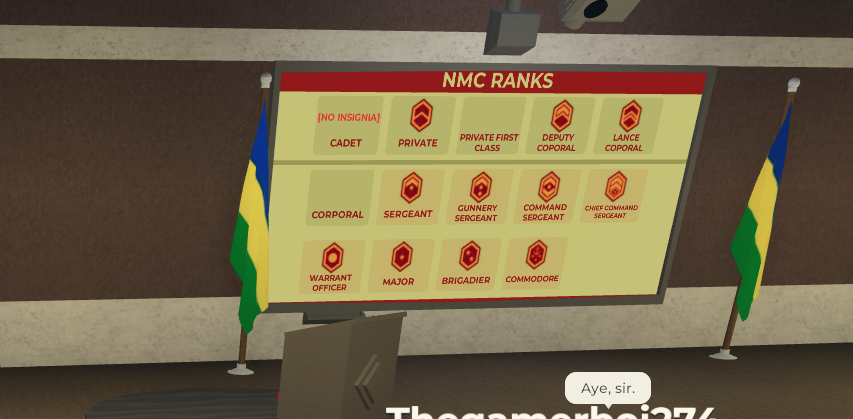 NMC RANKS
[NO INSIGNIA]
CADET
PRIVATE
PRIVATE FIRST
CLASS
DEPUTY
COPORAL
LANCE
COPORAL
CORPORAL
SERGEANT
GUNNERY
SERGEANT
COMMAND
SERGEANT
CHIEF COMMAND
SERGEANT
WARRANT
OFFICER
MAJOR
BRIGADIER
COMMODORE
Aye, sir.
Thegamerboi274